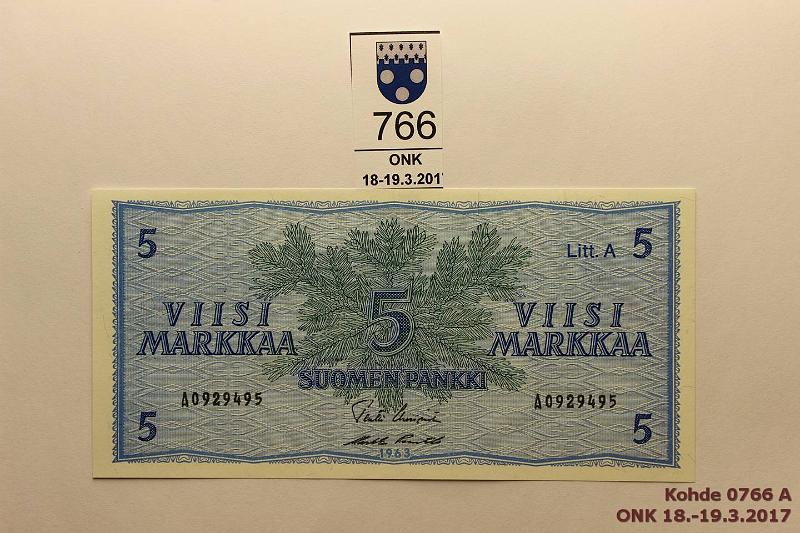 766
ONK
18-19.3.201
5 5
Litt. A
VIISI VIISI
MARKKAA 5 MARKKAA
SUOMEN PANKKI
A0929495 A0929495
5 5
1963
Kohde 0766 A
ONK 18.-19.3.2017